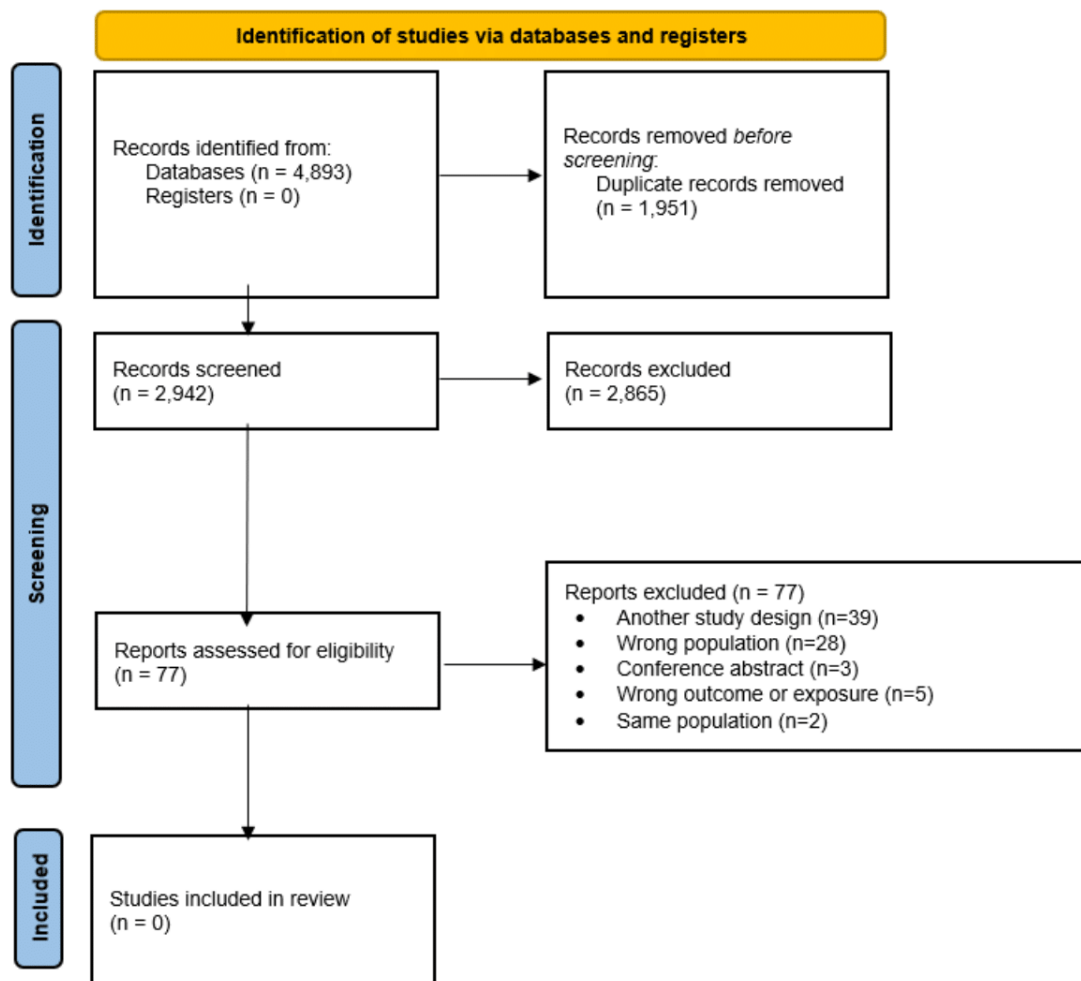 Identification of studies via databases and registers
Identification
Records identified from:
Databases (n = 4,893)
Registers (n = 0)
Records removed before
screening:
Duplicate records removed
(n = 1,951)
Screening
Records screened
(n = 2,942)
Records excluded
(n = 2,865)
Reports assessed for eligibility
(n = 77)
Reports excluded (n = 77)
• Another study design (n=39)
• Wrong population (n=28)
• Conference abstract (n=3)
• Wrong outcome or exposure (n=5)
• Same population (n=2)
Included
Studies included in review
(n = 0)